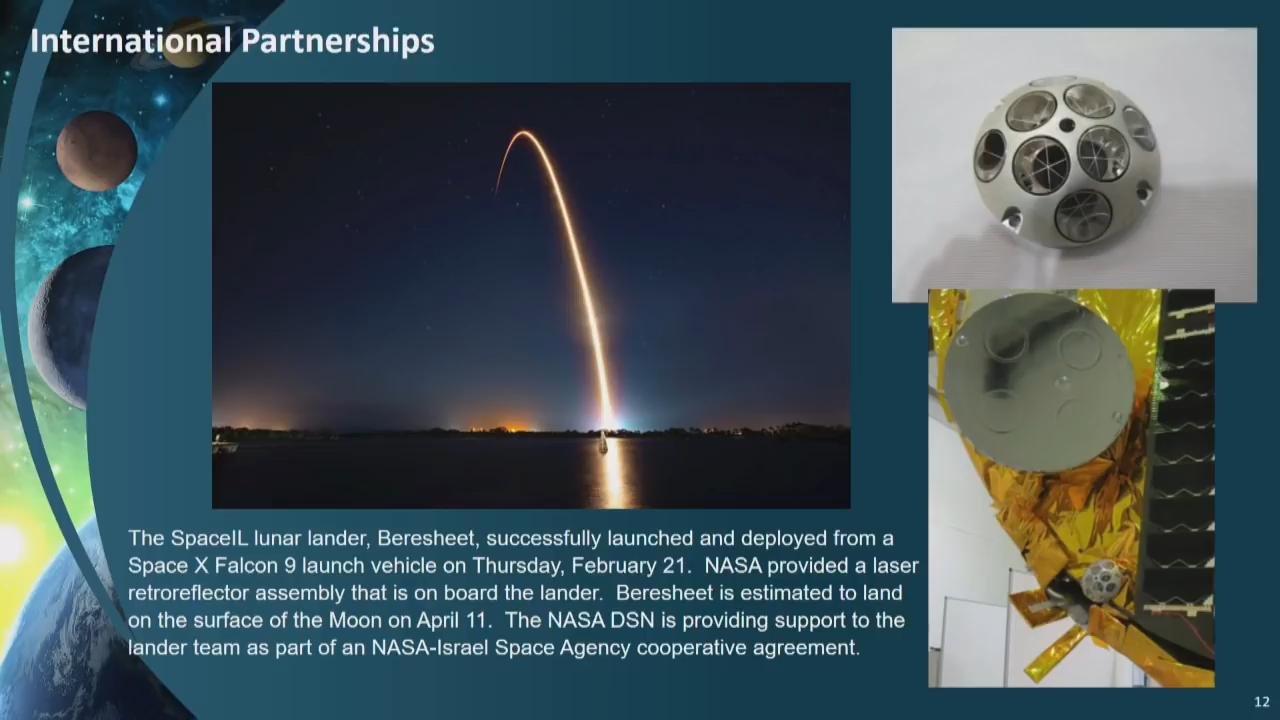 International Partnerships
The SpaceIL lunar lander, Beresheet, successfully launched and deployed from a
Space X Falcon 9 launch vehicle on Thursday, February 21.  NASA provided a laser
retroreflector assembly that is on board the lander.  Beresheet is estimated to land
on the surface of the Moon on April 11.  The NASA DSN is providing support to the
lander team as part of an NASA-Israel Space Agency cooperative agreement.
12